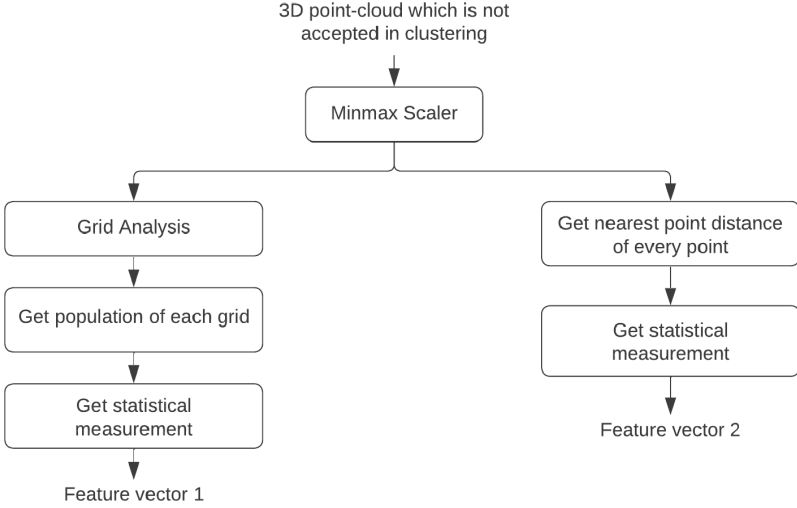 3D point-cloud which is not
accepted in clustering
Minmax Scaler
Grid Analysis
Get population of each grid
Get statistical
measurement
Feature vector 1
Get nearest point distance
of every point
Get statistical
measurement
Feature vector 2